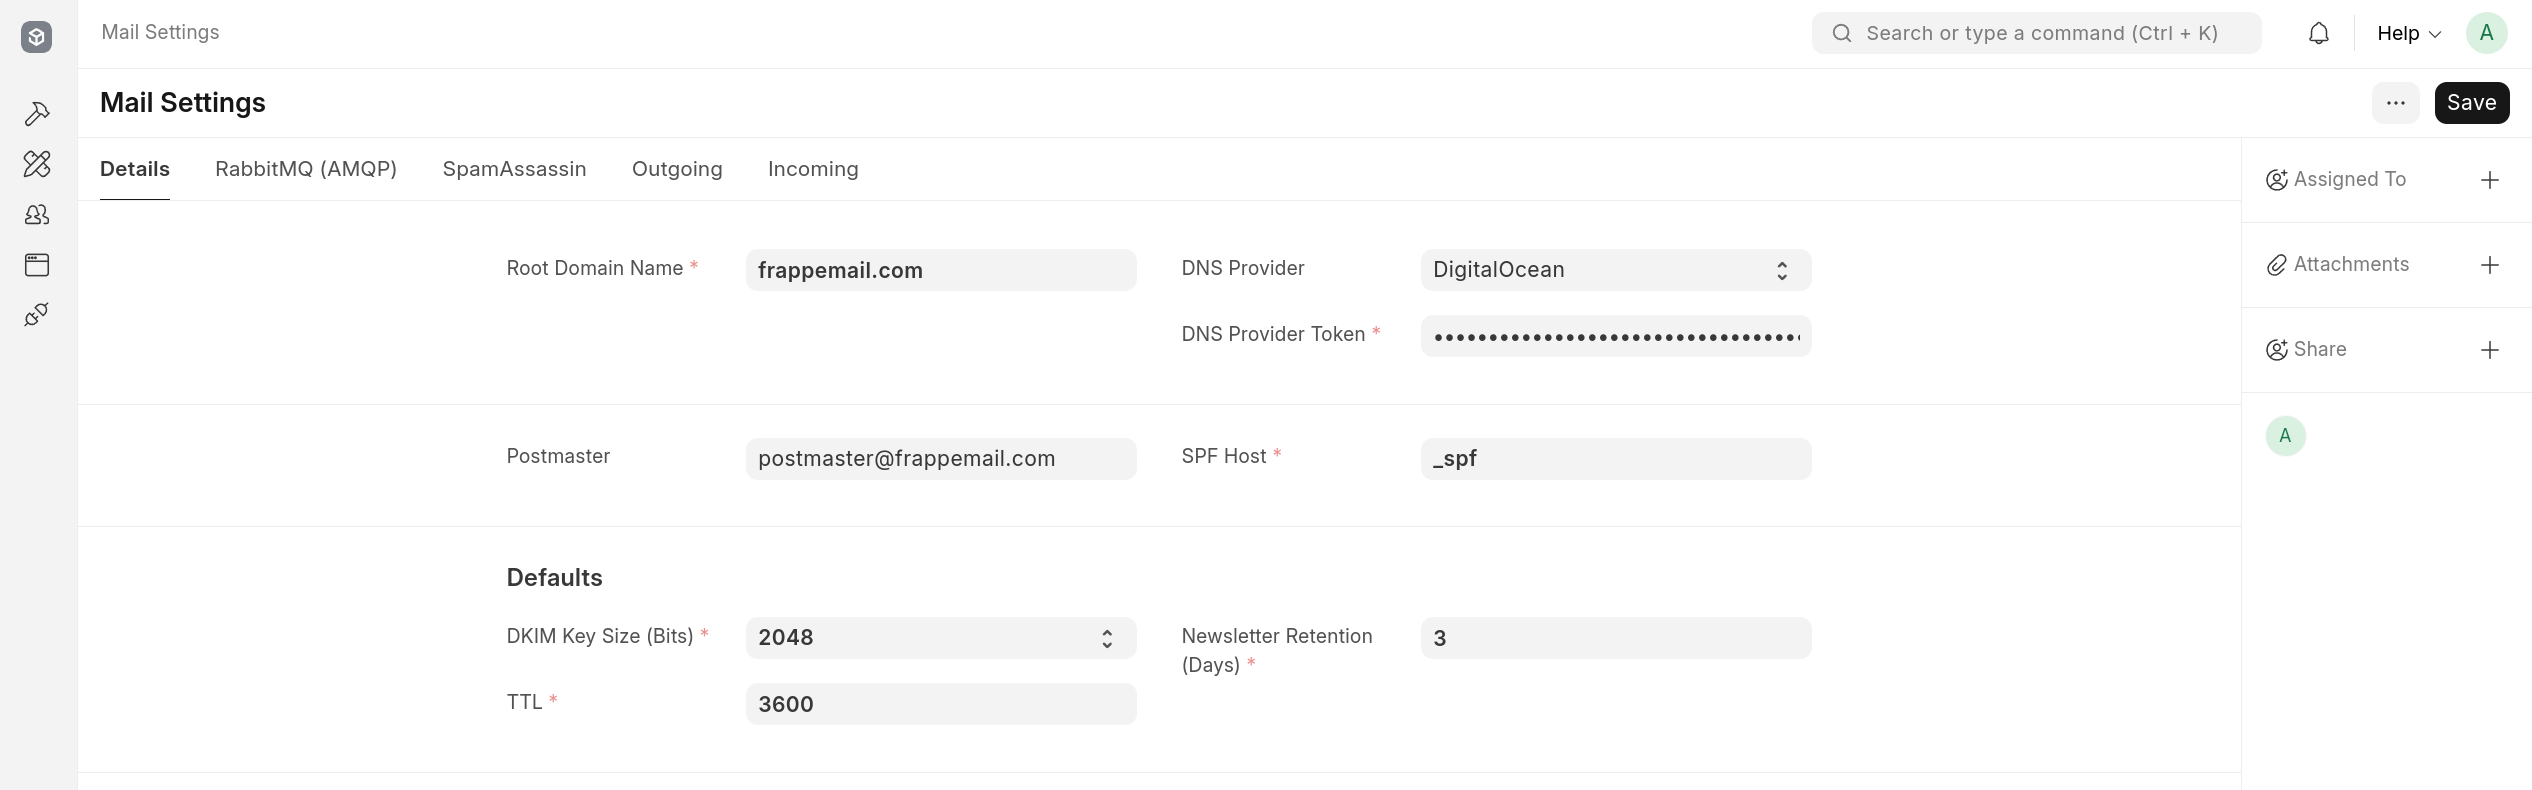 Mail Settings
Search or type a command (Ctrl + K)
Help
A
Mail Settings
Save
Details
RabbitMQ (AMQP)
SpamAssassin
Outgoing
Incoming
Root Domain Name *
frappemail.com
DNS Provider
DigitalOcean
DNS Provider Token *
••••••••••••••••••••••••••••••••••
Postmaster
postmaster@frappemail.com
SPF Host *
_spf
Defaults
DKIM Key Size (Bits) *
2048
Newsletter Retention
(Days) *
3
TTL *
3600
Assigned To
Attachments
Share
A